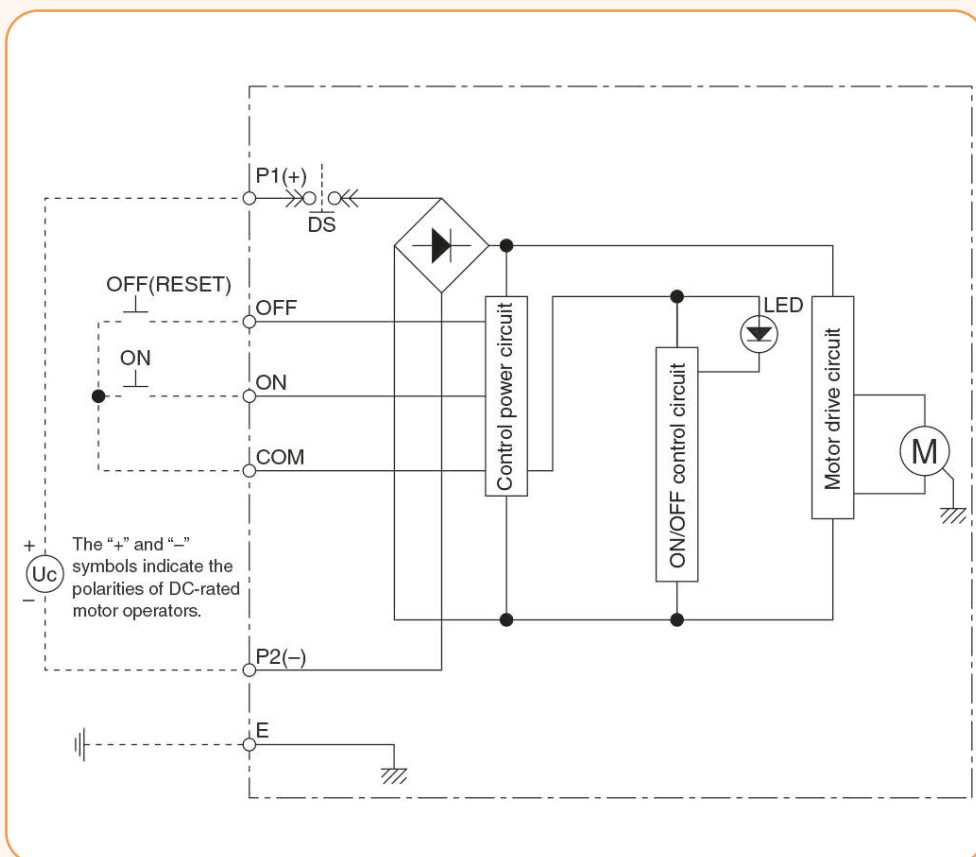 P1(+)
DS
OFF(RESET)
OFF
LED
ON
ON
COM
Control power circuit
ON/OFF control circuit
Motor drive circuit
M
+
Uc
–
The “+” and “–”
symbols indicate the
polarities of DC-rated
motor operators.
P2(–)
E